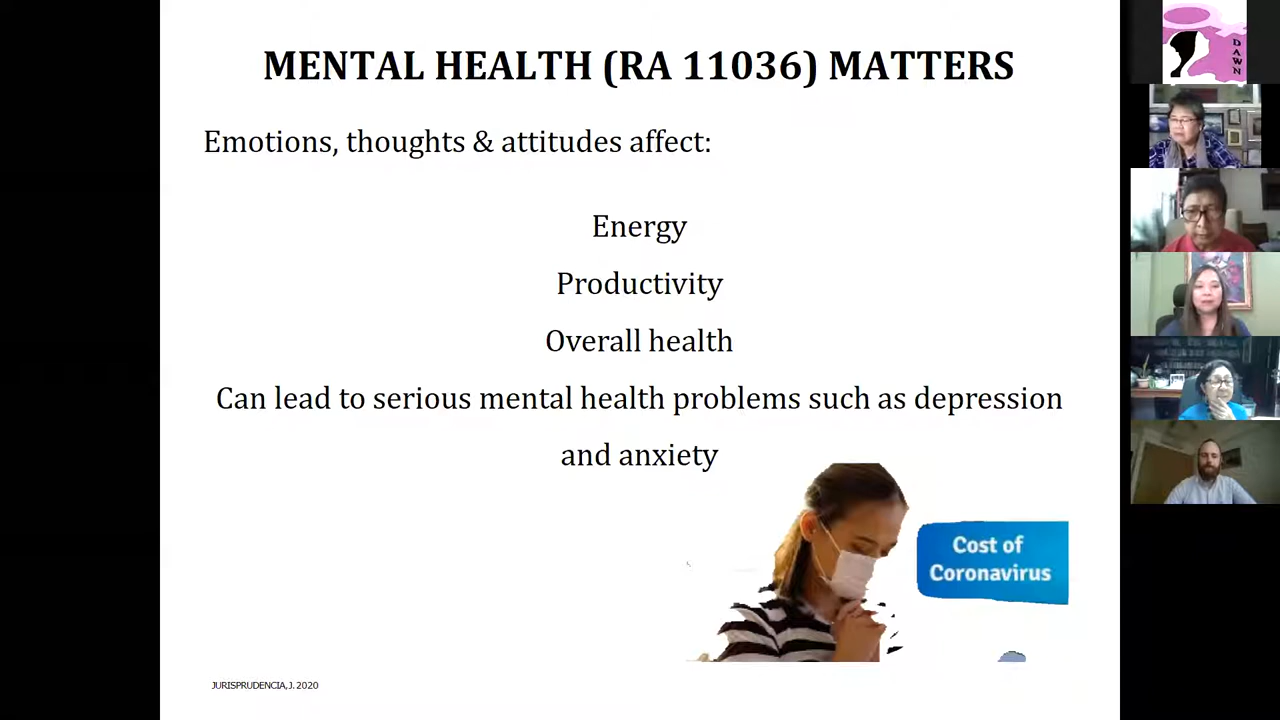 MENTAL HEALTH (RA 11036) MATTERS
Emotions, thoughts & attitudes affect:
Energy
Productivity
Overall health
Can lead to serious mental health problems such as depression
and anxiety
Cost of
Coronavirus
JURISPRUDENCIA, J. 2020
DAWN